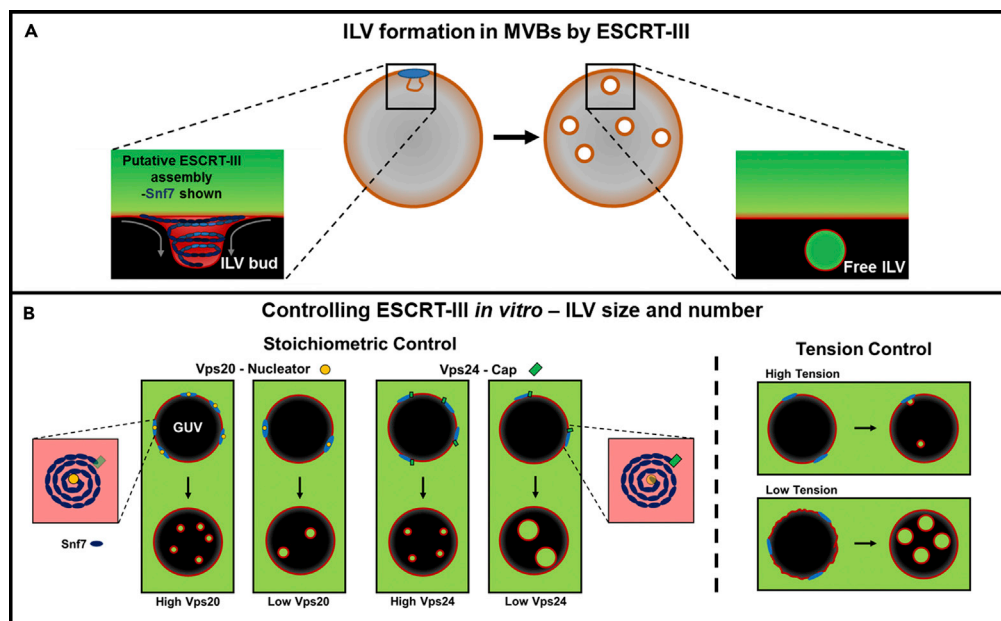 A
ILV formation in MVBs by ESCRT-III
Putative ESCRT-III
assembly
-Snf7 shown
ILV bud
Free ILV
B
Controlling ESCRT-III in vitro – ILV size and number
Stoichiometric Control
Vps20 - Nucleator
Vps24 - Cap
GUV
Snf7
High Vps20
Low Vps20
High Vps24
Low Vps24
Tension Control
High Tension
Low Tension